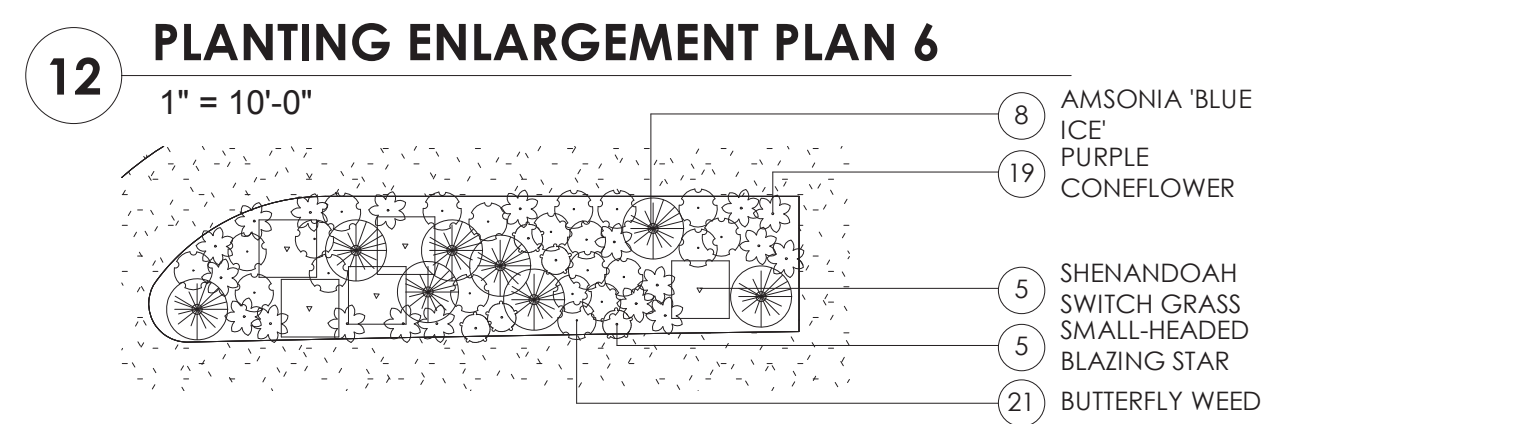 12
PLANTING ENLARGEMENT PLAN 6
1" = 10'-0"
8
AMSONIA 'BLUE
ICE'
19
PURPLE
CONEFLOWER
5
SHENANDOAH
SWITCH GRASS
5
SMALL-HEADED
BLAZING STAR
21
BUTTERFLY WEED